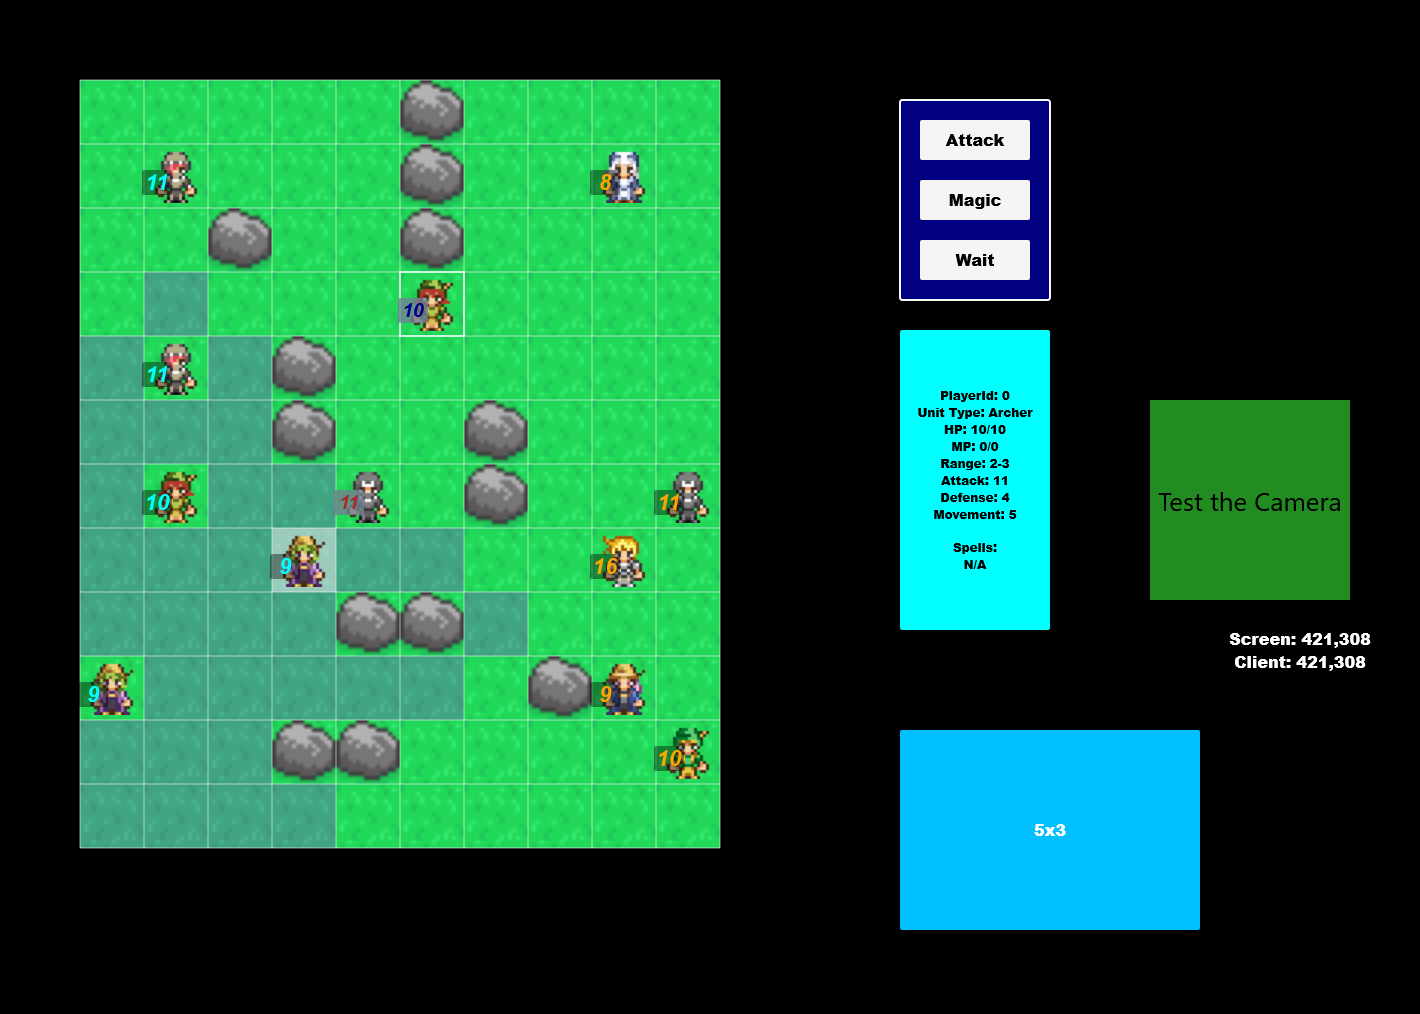 11
8
10
11
10
11
11
9
16
9
9
10
Attack
Magic
Wait
PlayerId: 0
Unit Type: Archer
HP: 10/10
MP: 0/0
Range: 2-3
Attack: 11
Defense: 4
Movement: 5
Spells:
N/A
Test the Camera
Screen: 421,308
Client: 421,308
5x3